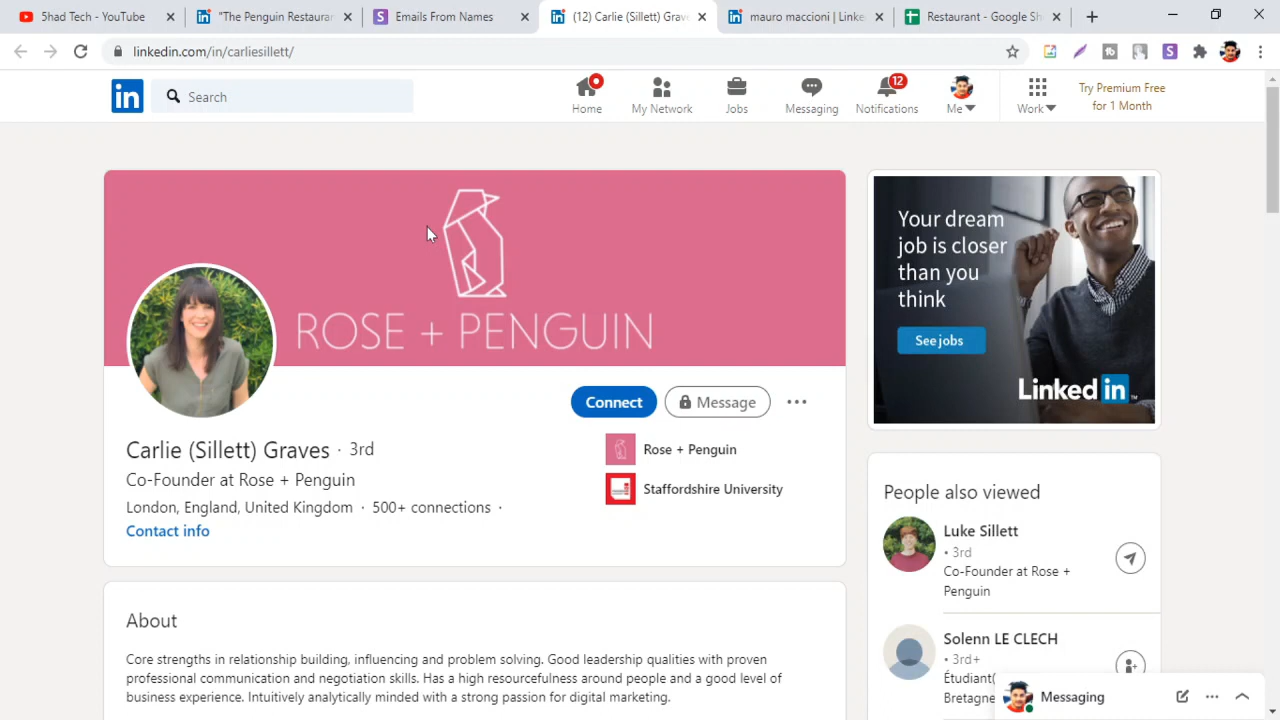 5had Tech - YouTube
"The Penguin Restaurar
Emails From Names
(12) Carlie (Sillett) Grave
mauro maccioni | Linke
Restaurant - Google Sh
linkedin.com/in/carliesillett/
Search
Home
My Network
Jobs
Messaging
12
Notifications
Me
Work
Try Premium Free
for 1 Month
ROSE + PENGUIN
Connect
Message
Carlie (Sillett) Graves · 3rd
Co-Founder at Rose + Penguin
London, England, United Kingdom · 500+ connections ·
Contact info
Rose + Penguin
Staffordshire University
About
Core strengths in relationship building, influencing and problem solving. Good leadership qualities with proven
professional communication and negotiation skills. Has a high resourcefulness around people and a good level of
business experience. Intuitively analytically minded with a strong passion for digital marketing.
Your dream
job is closer
than you
think
See jobs
Linked in
People also viewed
Luke Sillett
• 3rd
Co-Founder at Rose +
Penguin
Solenn LE CLECH
• 3rd+
Étudiant(
Bretagne
Messaging